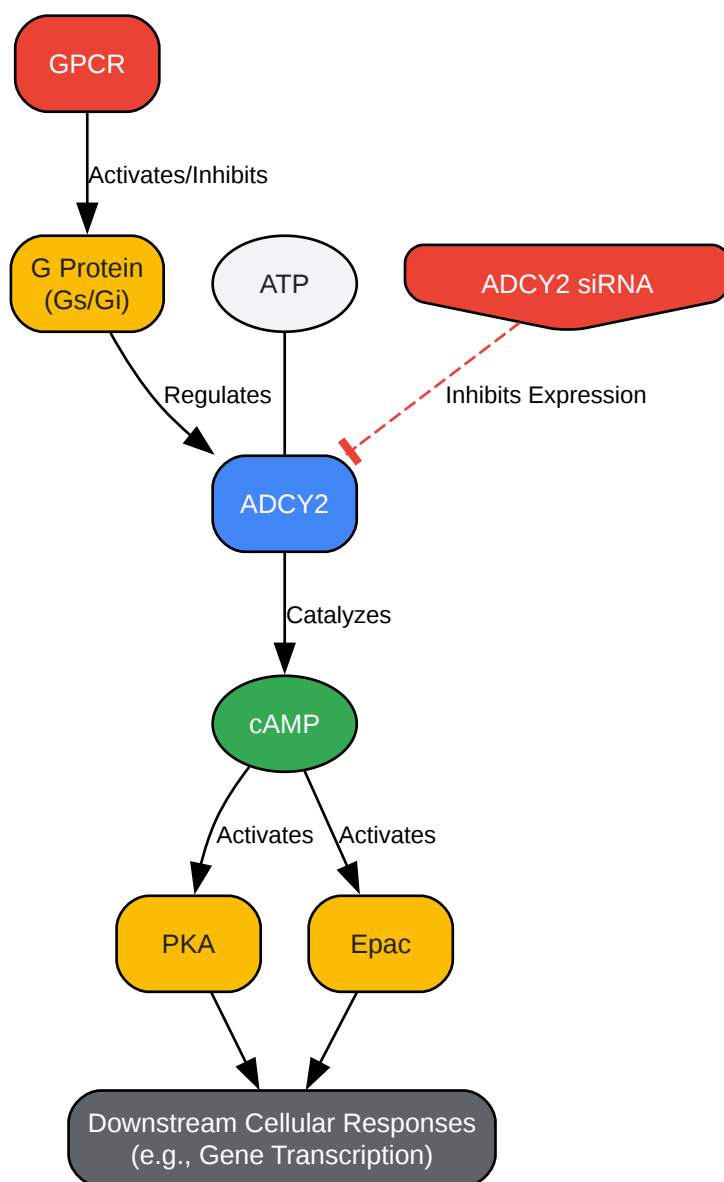 GPCR
Activates/Inhibits
G Protein
(Gs/Gi)
ATP
ADCY2 siRNA
Regulates
Inhibits Expression
ADCY2
Catalyzes
cAMP
Activates
Activates
PKA
Epac
Downstream Cellular Responses
(e.g., Gene Transcription)